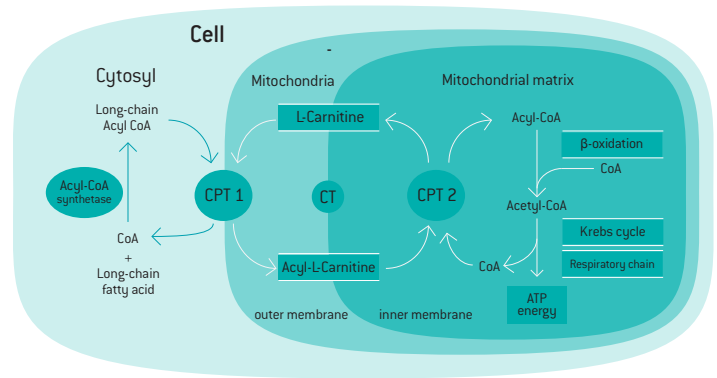 Cell
Cytosyl
Mitochondria
Mitochondrial matrix
Long-chain
Acyl CoA
L-Carnitine
Acyl-CoA
β-oxidation
CoA
Acyl-CoA
synthetase
CPT 1
CT
CPT 2
Acetyl-CoA
Krebs cycle
CoA
+
Long-chain
fatty acid
Acyl-L-Carnitine
CoA
Respiratory chain
ATP
energy
outer membrane
inner membrane